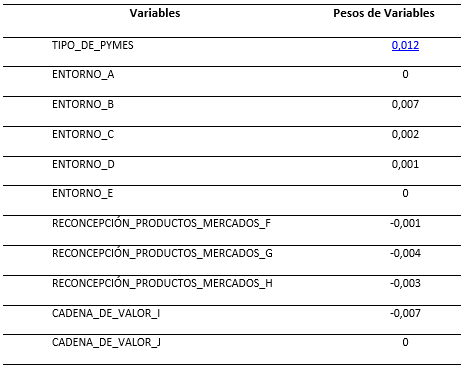 Variables Pesos de Variables
TIPO_DE_PYMES 0,012
ENTORNO_A 0
ENTORNO_B 0,007
ENTORNO_C 0,002
ENTORNO_D 0,001
ENTORNO_E 0
RECONCEPCIÓN_PRODUCTOS_MERCADOS_F -0,001
RECONCEPCIÓN_PRODUCTOS_MERCADOS_G -0,004
RECONCEPCIÓN_PRODUCTOS_MERCADOS_H -0,003
CADENA_DE_VALOR_I -0,007
CADENA_DE_VALOR_J 0